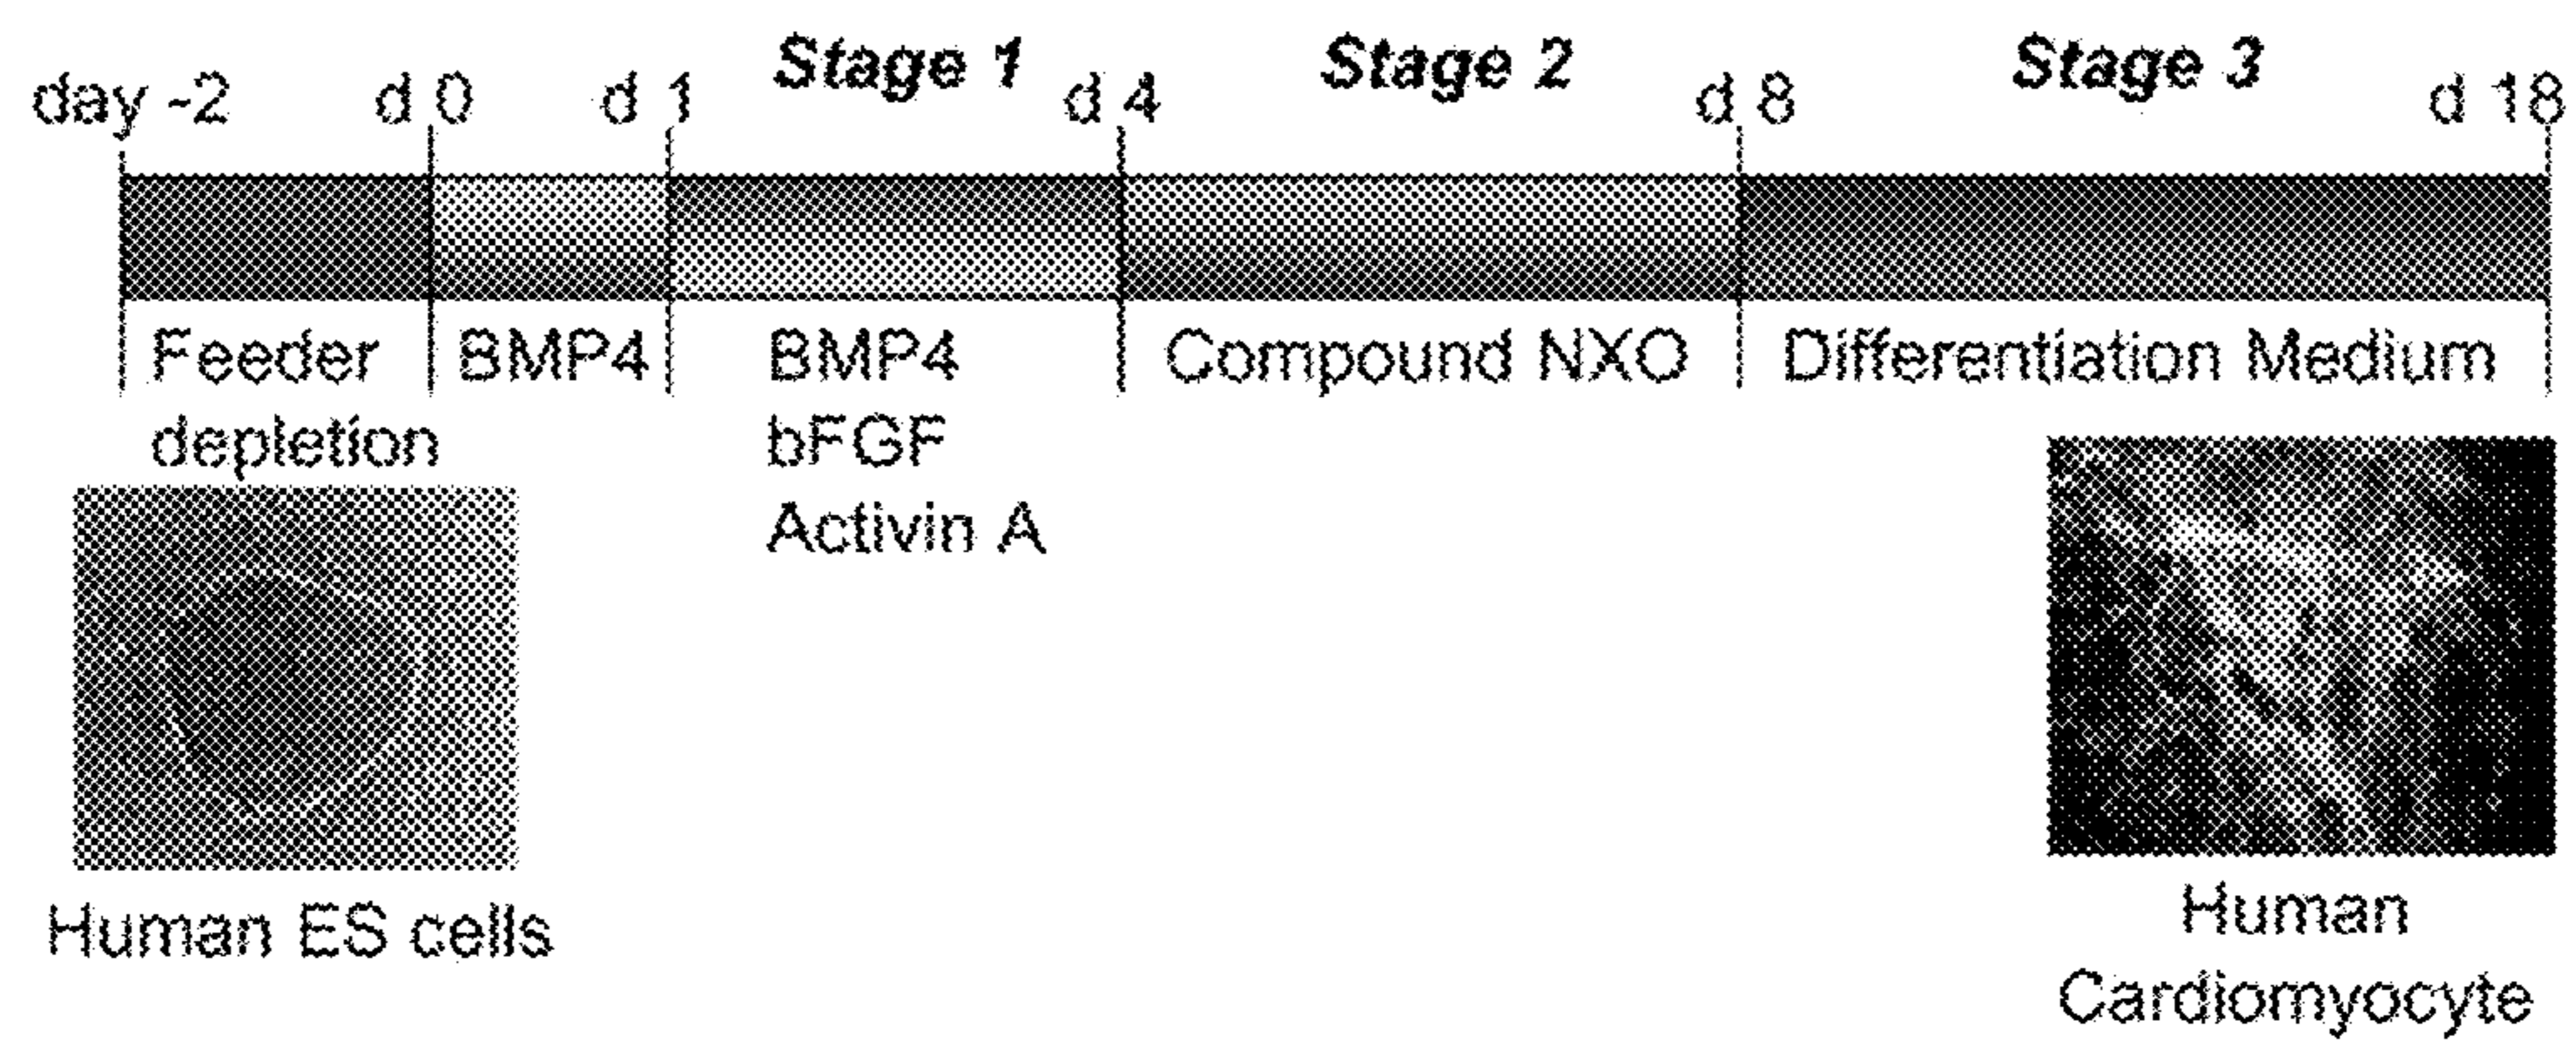 Stage 1 Stage 2 Stage 3
day -2 d 0 d 1 d 4 d 8 d 18
Feeder depletion
BMP4
BMP4
bFGF
Activin A
Compound NXO
Differentiation Medium
Human ES cells
Human
Cardiomyocyte